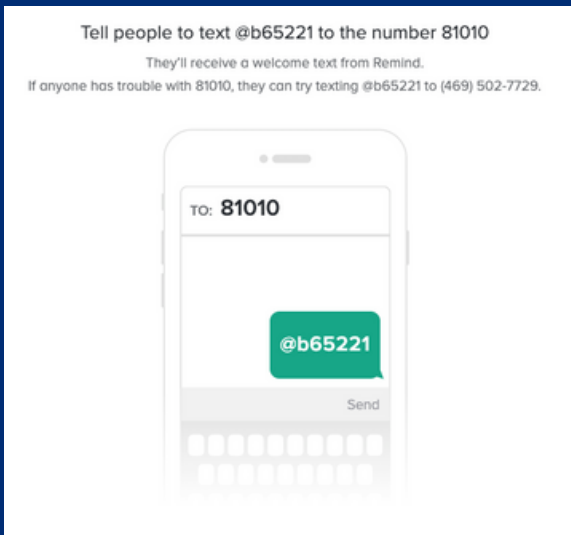 Tell people to text @b65221 to the number 81010
They'll receive a welcome text from Remind.
If anyone has trouble with 81010, they can try texting @b65221 to (469) 502-7729.
TO: 81010
@b65221
Send